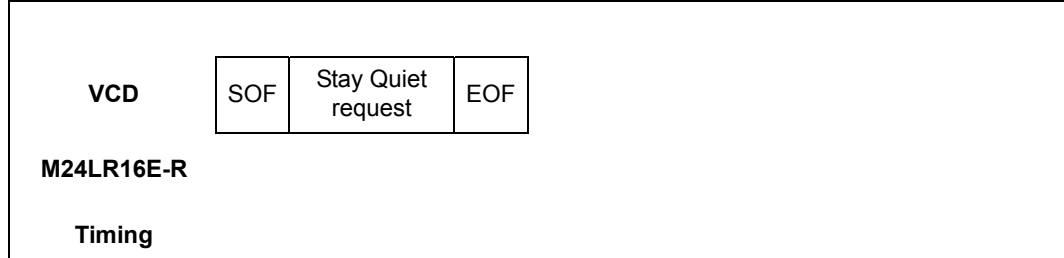 VCD SOF Stay Quiet request EOF
M24LR16E-R
Timing